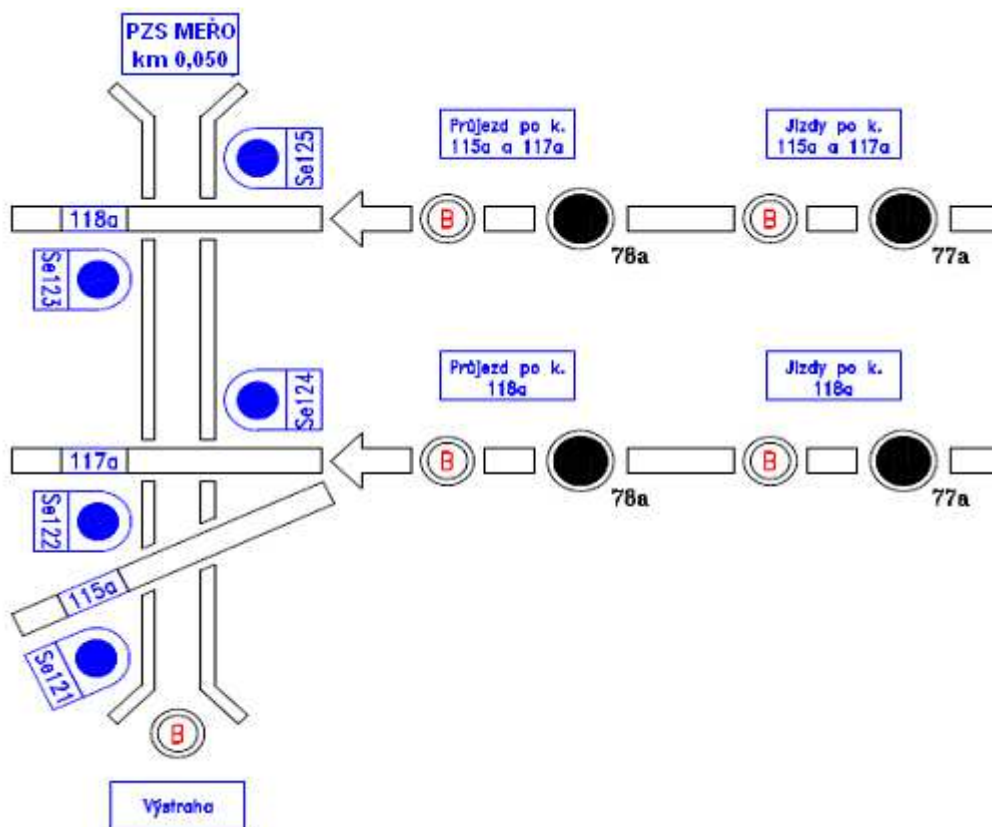 PZS MEŘO
km 0,050
Se125
Průjezd po k.
115a a 117a
Jízdy po k.
115a a 117a
118a
B
B
78a
77a
Se123
Se124
Průjezd po k.
118a
Jízdy po k.
118a
117a
B
B
78a
77a
Se122
115a
Se121
B
Výstraha